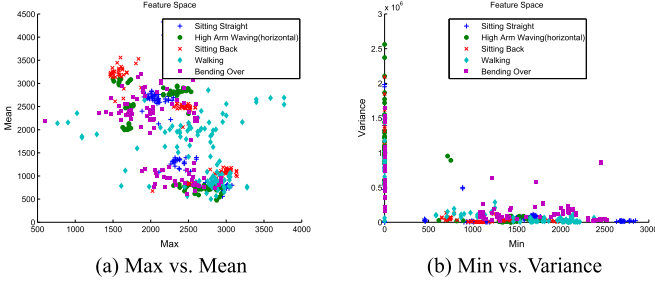 Feature Space
Sitting Straight
High Arm Waving(horizontal)
Sitting Back
Walking
Bending Over
4500
4000
3500
3000
2500
2000
1500
1000
500
0
Mean
500 1000 1500 2000 2500 3000 3500 4000
Max
(a) Max vs. Mean
Feature Space
x 10^6
Sitting Straight
High Arm Waving(horizontal)
Sitting Back
Walking
Bending Over
3
2.5
2
1.5
1
0.5
0
Variance
0 500 1000 1500 2000 2500 3000
Min
(b) Min vs. Variance